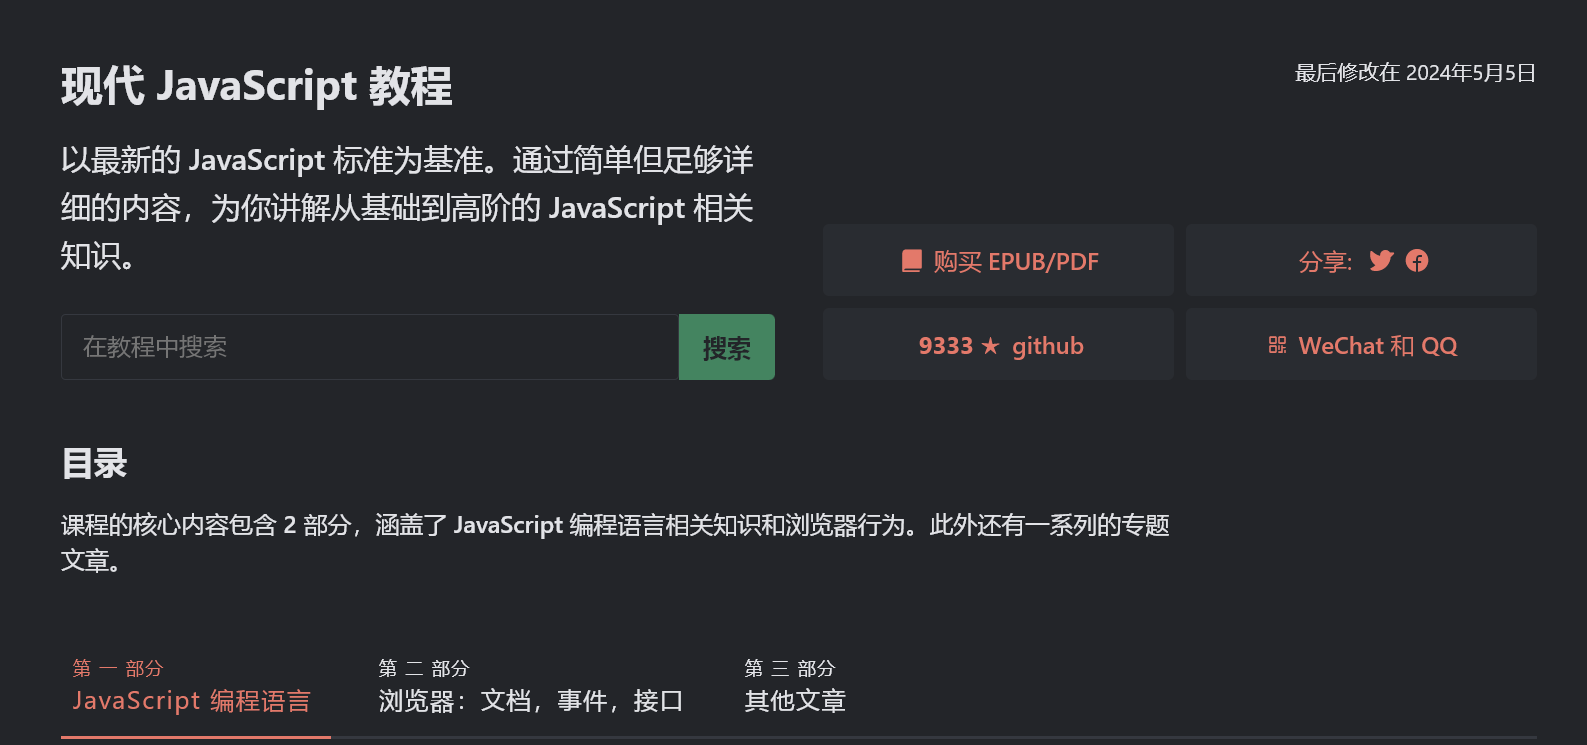 现代 JavaScript 教程
最后修改在 2024年5月5日
以最新的 JavaScript 标准为基准。通过简单但足够详
细的内容，为你讲解从基础到高阶的 JavaScript 相关
知识。
购买 EPUB/PDF
分享:
在教程中搜索
搜索
9333 ★ github
WeChat 和 QQ
目录
课程的核心内容包含 2 部分，涵盖了 JavaScript 编程语言相关知识和浏览器行为。此外还有一系列的专题
文章。
第 一 部分
JavaScript 编程语言
第 二 部分
浏览器：文档，事件，接口
第 三 部分
其他文章